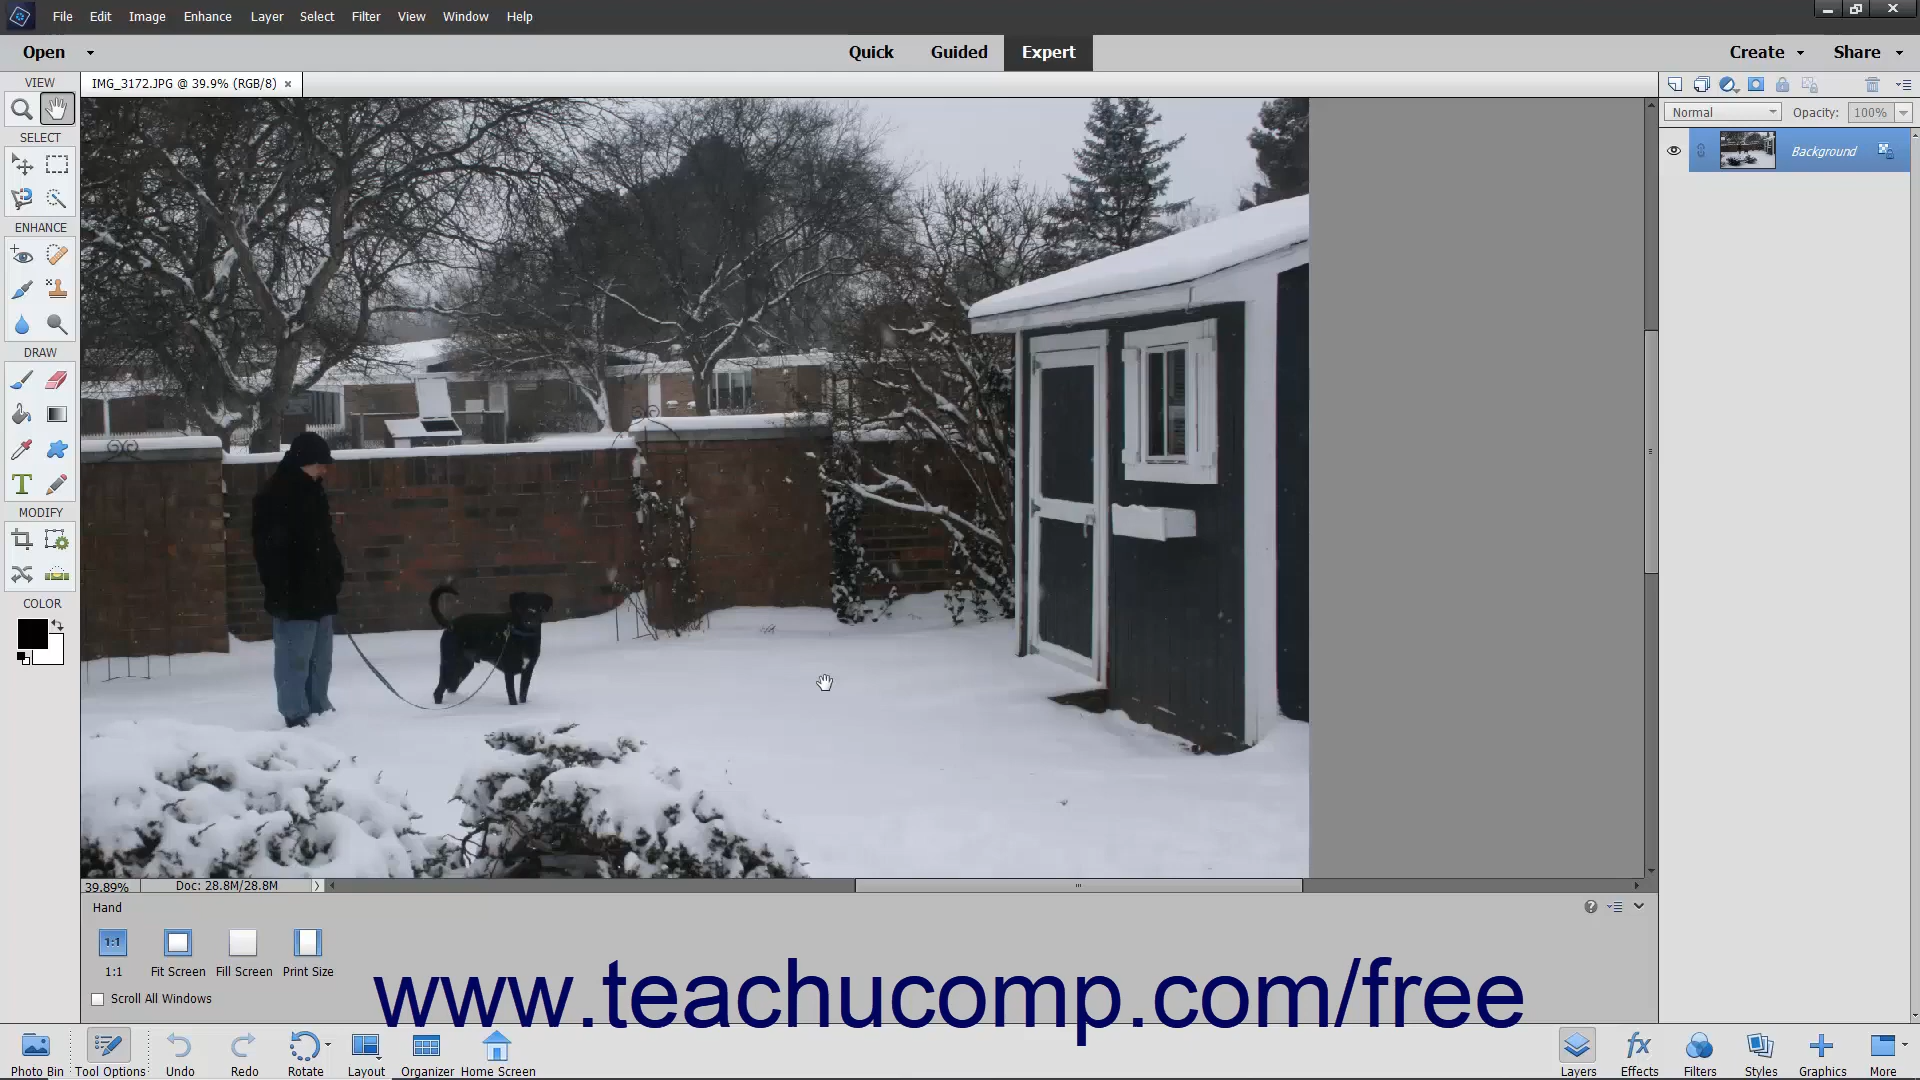 File Edit Image Enhance Layer Select Filter View Window Help
Open Quick Guided Expert Create Share
VIEW
IMG_3172.JPG @ 39.9% (RGB/8) ×
Normal Opacity: 100%
SELECT
Background
ENHANCE
DRAW
MODIFY
COLOR
39.89% Doc: 28.8M/28.8M
Hand
1:1
1:1 Fit Screen Fill Screen Print Size
Scroll All Windows
www.teachucomp.com/free
Photo Bin Tool Options Undo Redo Rotate Layout Organizer Home Screen Layers Effects Filters Styles Graphics More